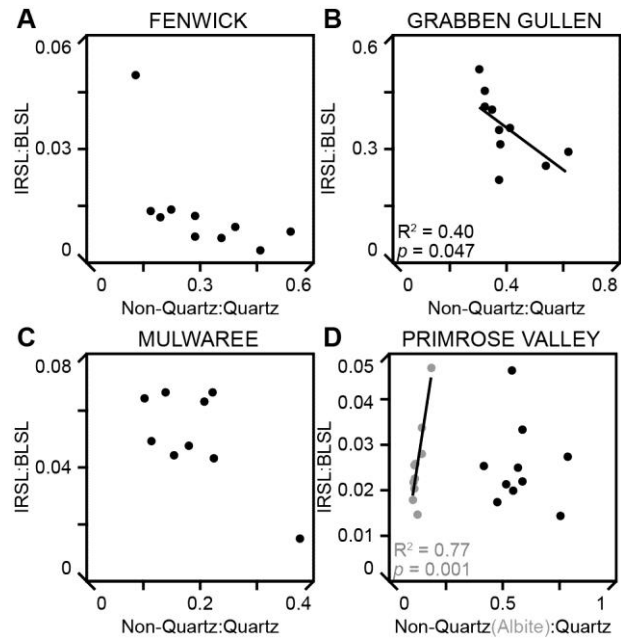 A
FENWICK
0.06
0.03
0
IRSL:BLSL
0
0.3
0.6
Non-Quartz:Quartz
B
GRABBEN GULLEN
0.6
0.3
0
IRSL:BLSL
R² = 0.40
p = 0.047
0
0.4
0.8
Non-Quartz:Quartz
C
MULWAREE
0.08
0.04
0
IRSL:BLSL
0
0.2
0.4
Non-Quartz:Quartz
D
PRIMROSE VALLEY
0.05
0.04
0.03
0.02
0.01
0
IRSL:BLSL
R² = 0.77
p = 0.001
0
0.5
1
Non-Quartz(Albite):Quartz